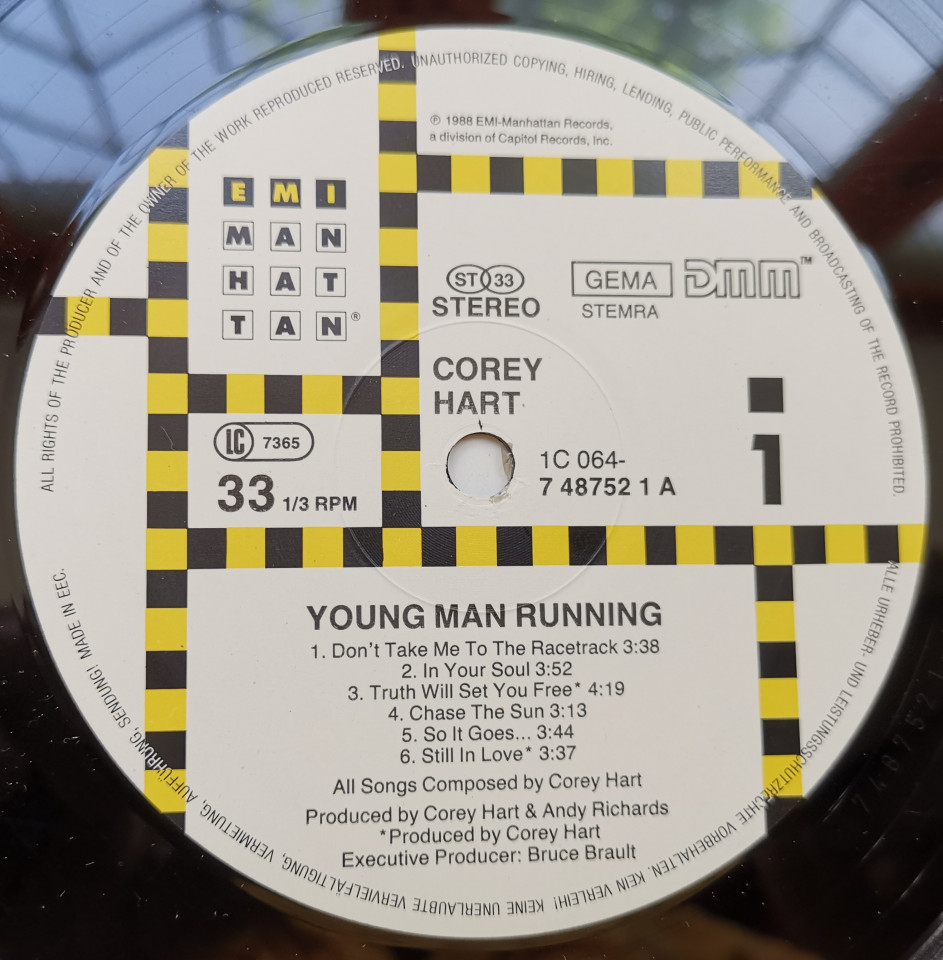 ALL RIGHTS OF THE PRODUCER AND OF THE OWNER OF THE WORK REPRODUCED RESERVED. UNAUTHORIZED COPYING, HIRING, LENDING, PUBLIC PERFORMANCE AND BROADCASTING OF THE RECORD PROHIBITED.
℗ 1988 EMI-Manhattan Records,
a division of Capitol Records, Inc.
EMI
MAN
HAT
TAN®
ST 33
STEREO
GEMA
STEMRA
DMM™
COREY
HART
1
LC 7365
33 1/3 RPM
1C 064-
7 48752 1 A
YOUNG MAN RUNNING
1. Don't Take Me To The Racetrack 3:38
2. In Your Soul 3:52
3. Truth Will Set You Free* 4:19
4. Chase The Sun 3:13
5. So It Goes... 3:44
6. Still In Love* 3:37
All Songs Composed by Corey Hart
Produced by Corey Hart & Andy Richards
*Produced by Corey Hart
Executive Producer: Bruce Brault
ALLE URHEBER- UND LEISTUNGSSCHUTZRECHTE VORBEHALTEN. KEIN VERLEIH! KEINE UNERLAUBTE VERVIELFÄLTIGUNG, VERMIETUNG, AUFFÜHRUNG, SENDUNG! MADE IN EEC.
7487521